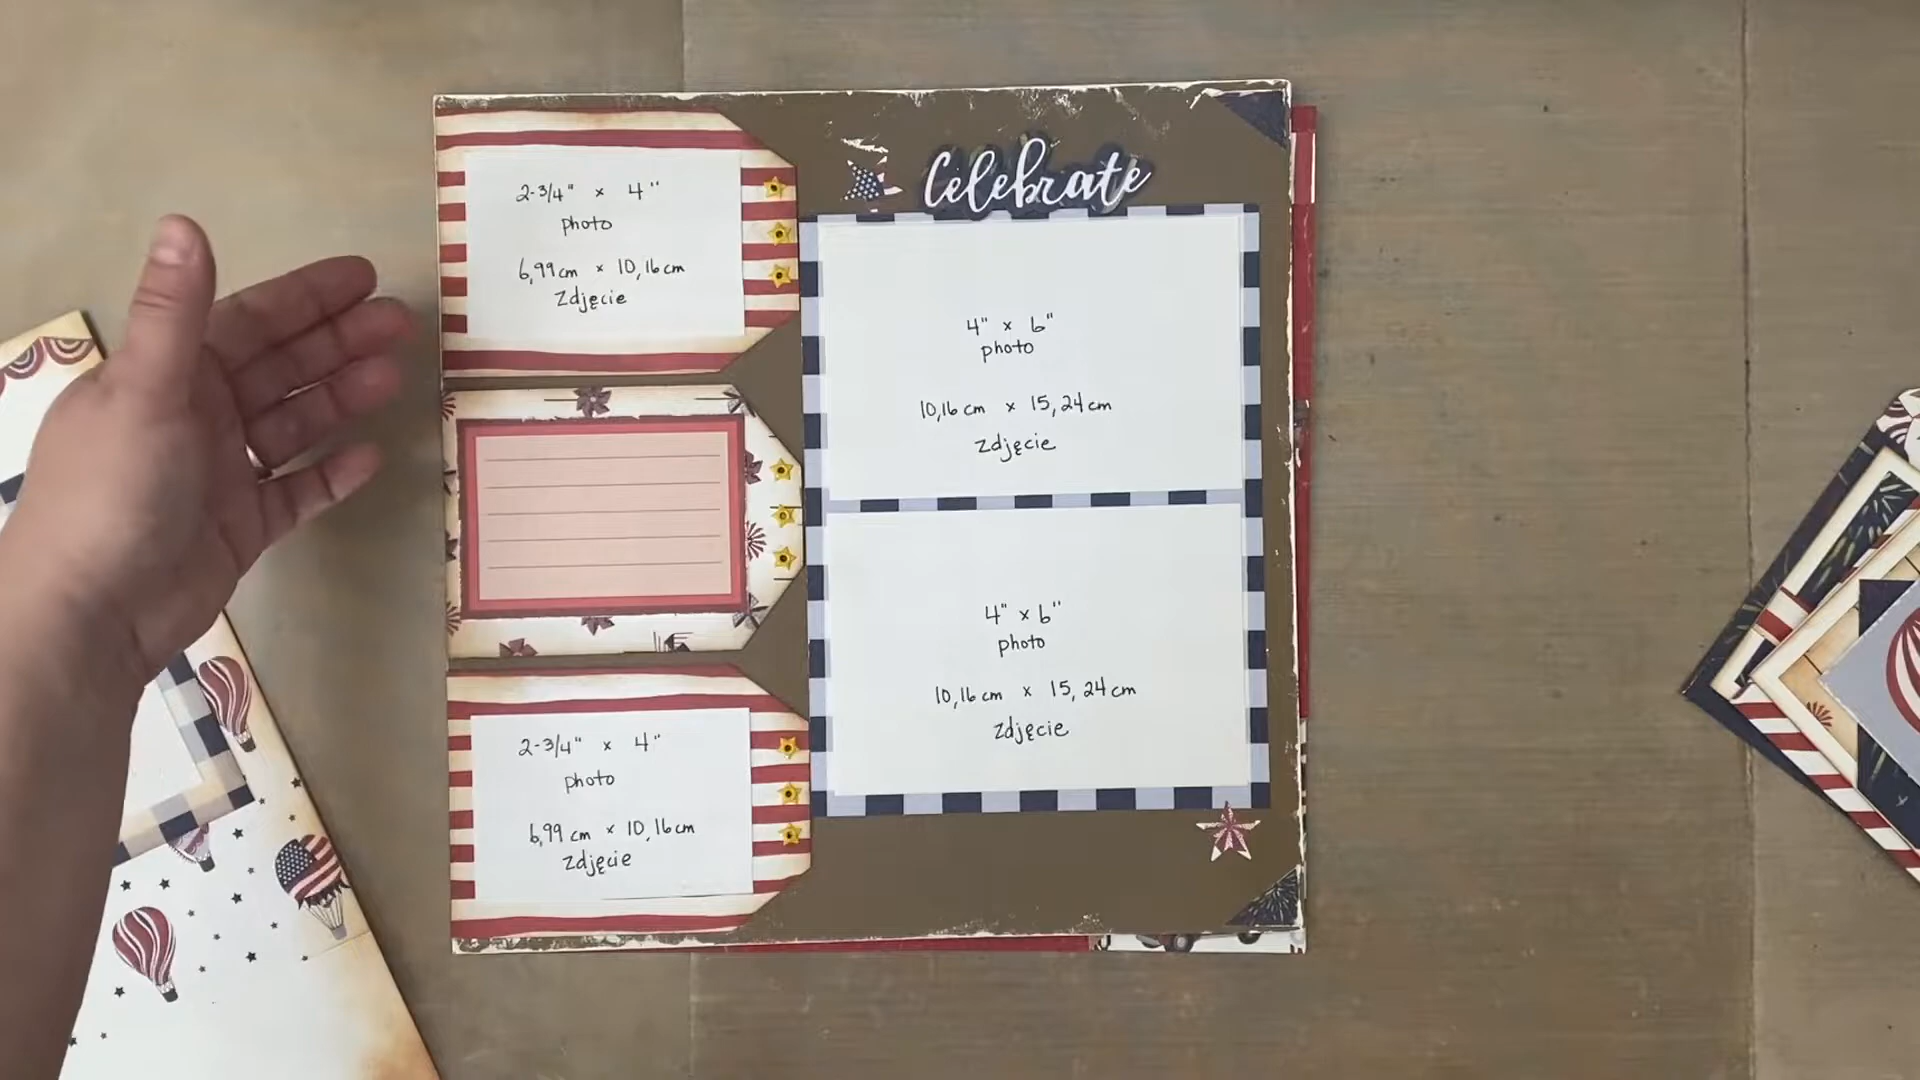 2-3/4" x 4"
photo
6,99 cm x 10,16 cm
Zdjęcie
Celebrate
4" x 6"
photo
10,16 cm x 15,24 cm
Zdjęcie
4" x 6"
photo
10,16 cm x 15,24 cm
Zdjęcie
2-3/4" x 4"
photo
6,99 cm x 10,16 cm
Zdjęcie